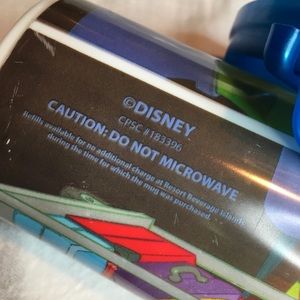 ©DISNEY
CPSC #183396
CAUTION: DO NOT MICROWAVE
Refills available for no additional charge at Resort Beverage Islands
during the time for which the mug was purchased.